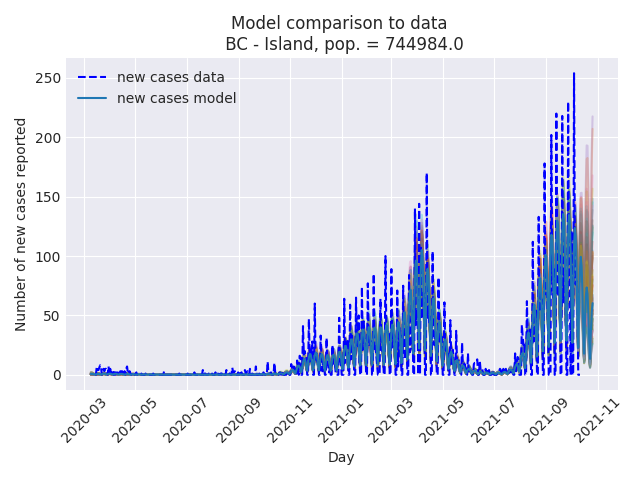 Model comparison to data
BC - Island, pop. = 744984.0
new cases data
new cases model
Number of new cases reported
250
200
150
100
50
0
2020-03
2020-05
2020-07
2020-09
2020-11
2021-01
2021-03
2021-05
2021-07
2021-09
2021-11
Day